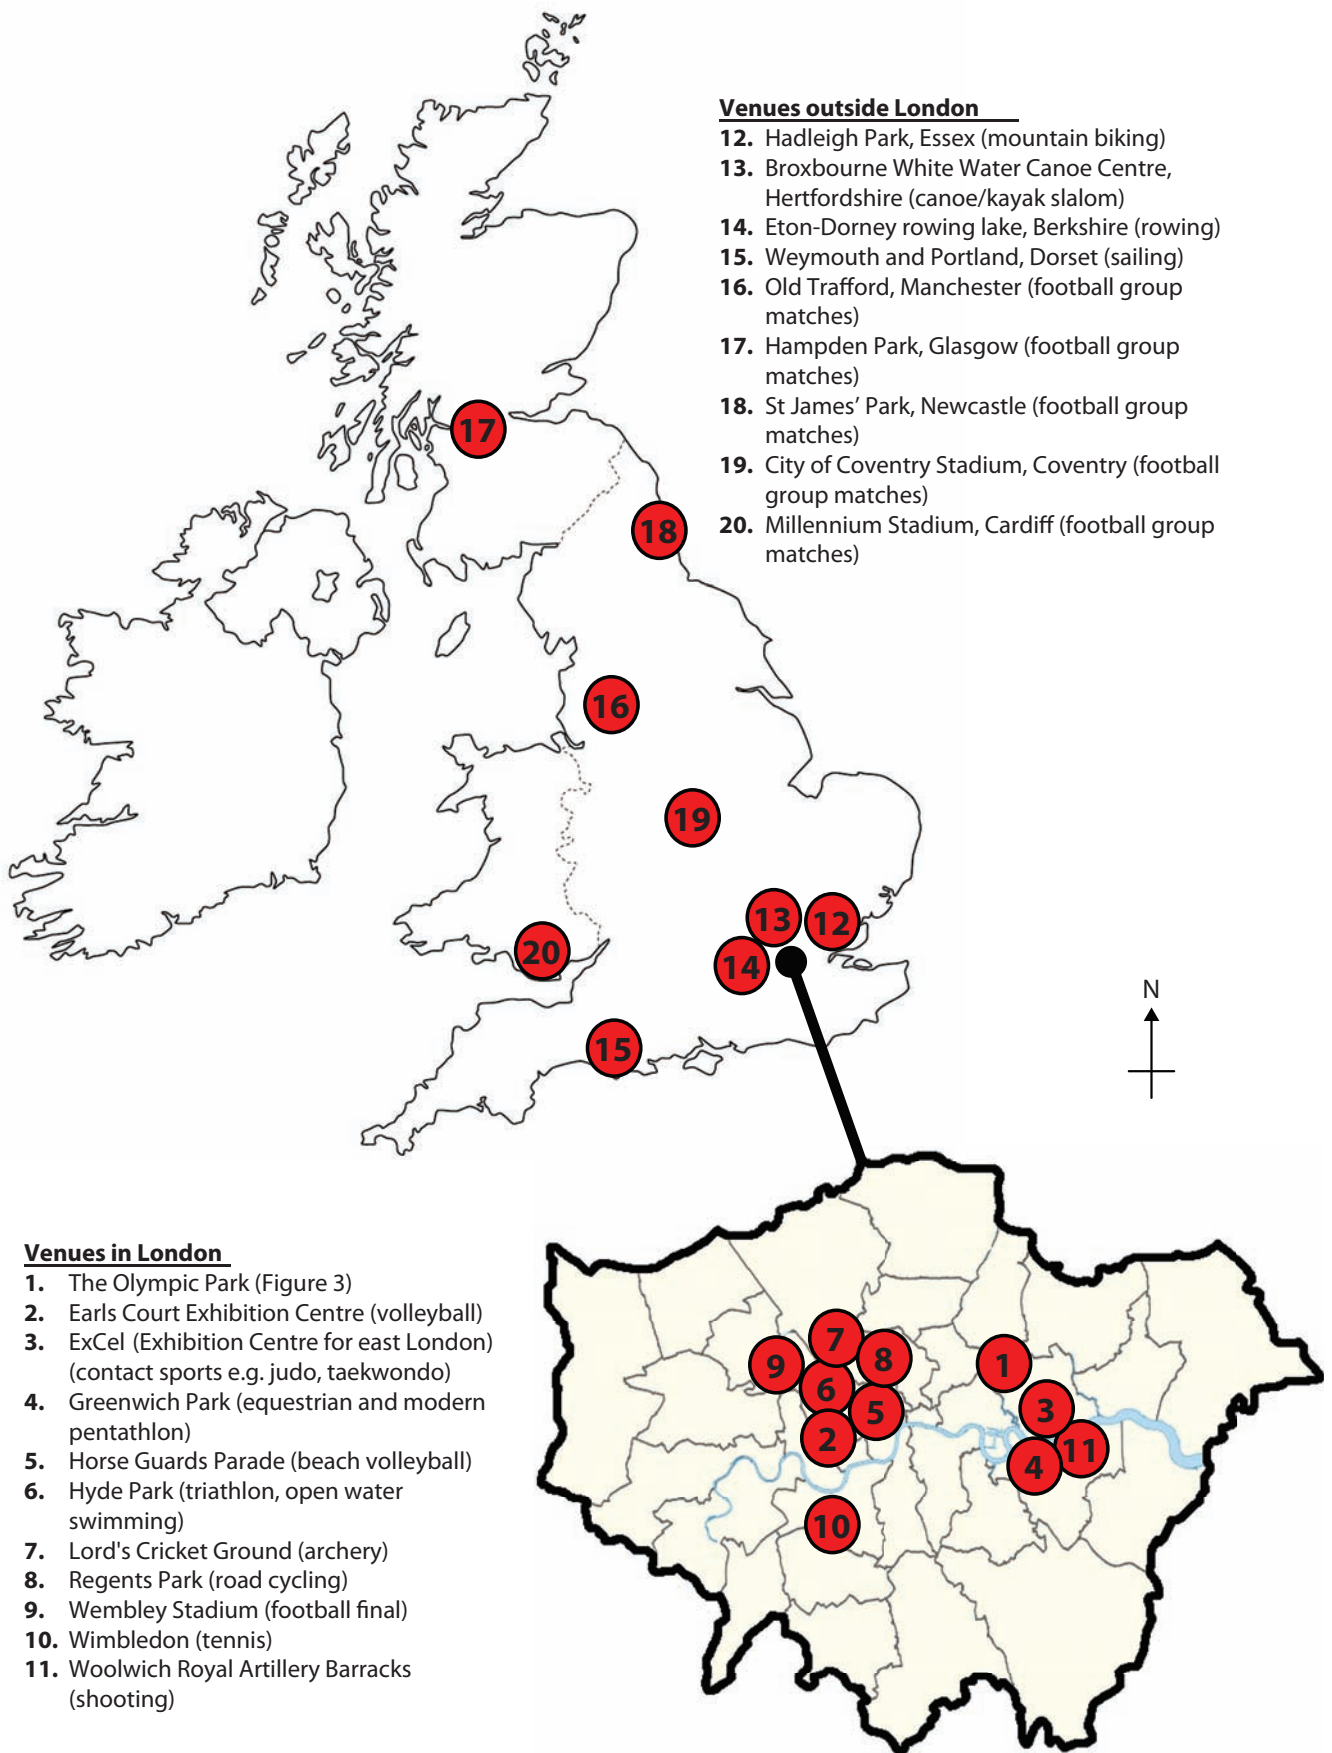 Venues outside London
12. Hadleigh Park, Essex (mountain biking)
13. Broxbourne White Water Canoe Centre,
Hertfordshire (canoe/kayak slalom)
14. Eton-Dorney rowing lake, Berkshire (rowing)
15. Weymouth and Portland, Dorset (sailing)
16. Old Trafford, Manchester (football group
matches)
17. Hampden Park, Glasgow (football group
matches)
18. St James’ Park, Newcastle (football group
matches)
19. City of Coventry Stadium, Coventry (football
group matches)
20. Millennium Stadium, Cardiff (football group
matches)
17
18
16
19
13
12
20
14
15
N
Venues in London
1. The Olympic Park (Figure 3)
2. Earls Court Exhibition Centre (volleyball)
3. ExCel (Exhibition Centre for east London)
(contact sports e.g. judo, taekwondo)
4. Greenwich Park (equestrian and modern
pentathlon)
5. Horse Guards Parade (beach volleyball)
6. Hyde Park (triathlon, open water
swimming)
7. Lord's Cricket Ground (archery)
8. Regents Park (road cycling)
9. Wembley Stadium (football final)
10. Wimbledon (tennis)
11. Woolwich Royal Artillery Barracks
(shooting)
7
8
9
1
6
5
3
2
11
4
10